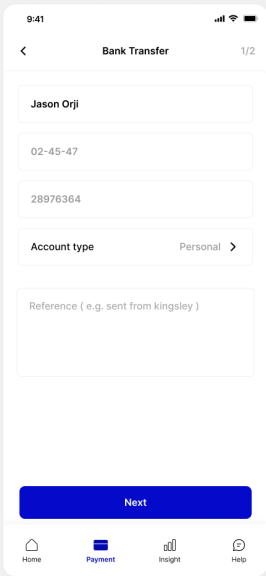 9:41
Bank Transfer 1/2
Jason Orji
02-45-47
28976364
Account type Personal
Reference ( e.g. sent from kingsley )
Next
Home Payment Insight Help